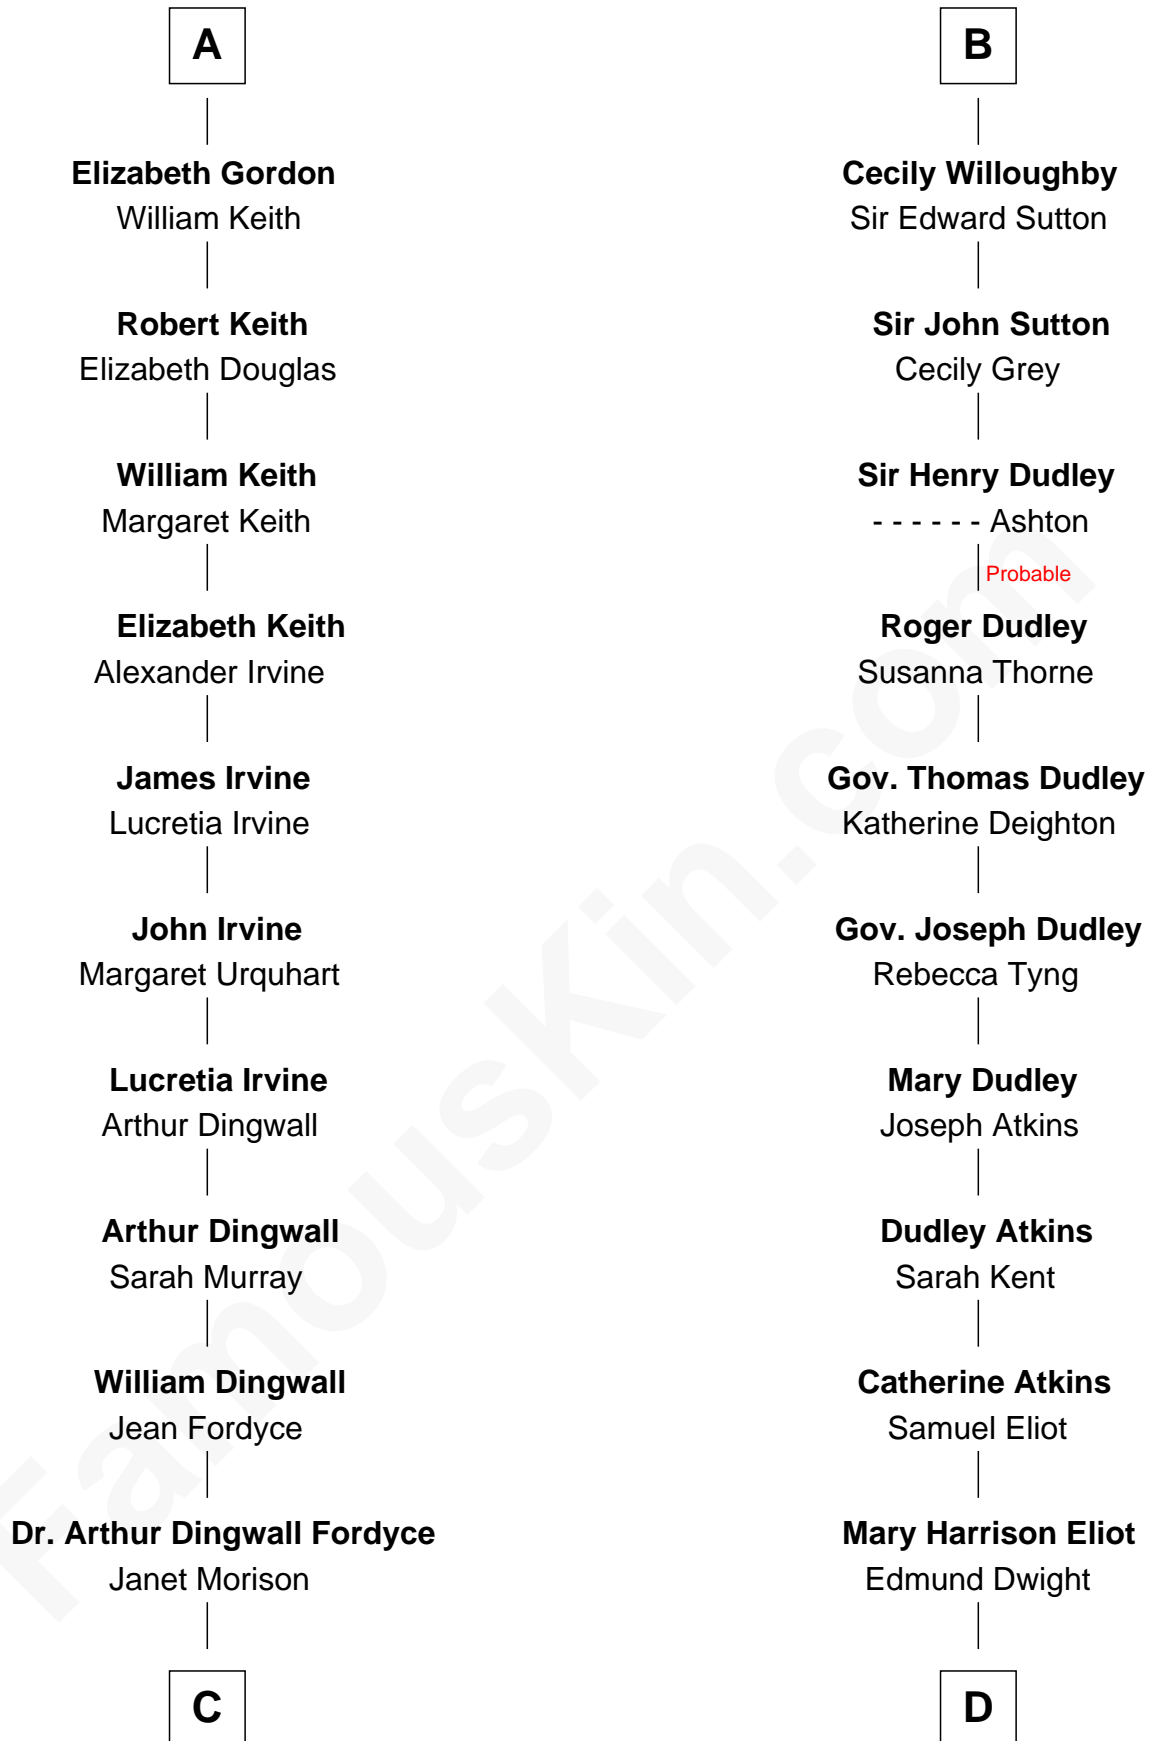 A
Elizabeth Gordon
William Keith
Robert Keith
Elizabeth Douglas
William Keith
Margaret Keith
Elizabeth Keith
Alexander Irvine
James Irvine
Lucretia Irvine
John Irvine
Margaret Urquhart
Lucretia Irvine
Arthur Dingwall
Arthur Dingwall
Sarah Murray
William Dingwall
Jean Fordyce
Dr. Arthur Dingwall Fordyce
Janet Morison
C
B
Cecily Willoughby
Sir Edward Sutton
Sir John Sutton
Cecily Grey
Sir Henry Dudley
- - - - - - Ashton
Probable
Roger Dudley
Susanna Thorne
Gov. Thomas Dudley
Katherine Deighton
Gov. Joseph Dudley
Rebecca Tyng
Mary Dudley
Joseph Atkins
Dudley Atkins
Sarah Kent
Catherine Atkins
Samuel Eliot
Mary Harrison Eliot
Edmund Dwight
D
FamousKin.com